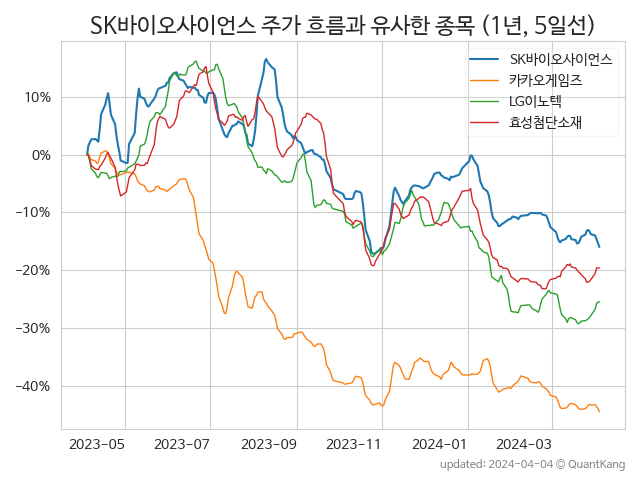 SK바이오사이언스 주가 흐름과 유사한 종목 (1년, 5일선)
SK바이오사이언스
카카오게임즈
LG이노텍
효성첨단소재
10%
0%
−10%
−20%
−30%
−40%
2023-05
2023-07
2023-09
2023-11
2024-01
2024-03
updated: 2024-04-04 © QuantKang